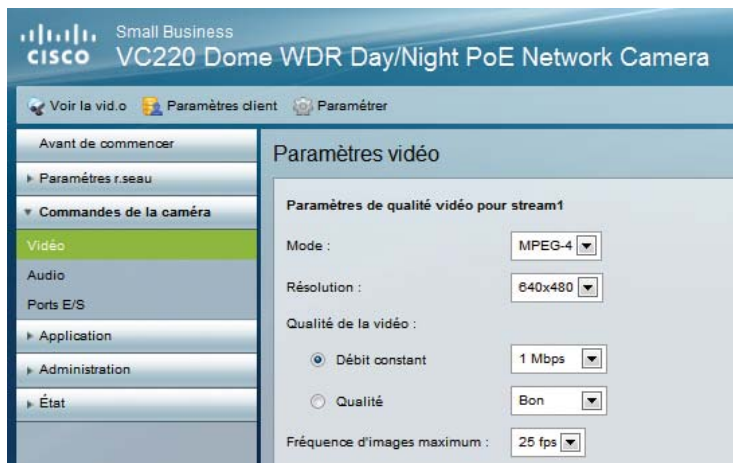 Small Business
CISCO VC220 Dome WDR Day/Night PoE Network Camera
Voir la vid.o Paramètres client Paramétrer
Avant de commencer
Paramétres r.seau
Commandes de la caméra
Vidéo
Audio
Ports E/S
Application
Administration
État
Paramètres vidéo
Paramètres de qualité vidéo pour stream1
Mode : MPEG-4
Résolution : 640x480
Qualité de la vidéo :
Débit constant 1 Mbps
Qualité Bon
Fréquence d'images maximum : 25 fps